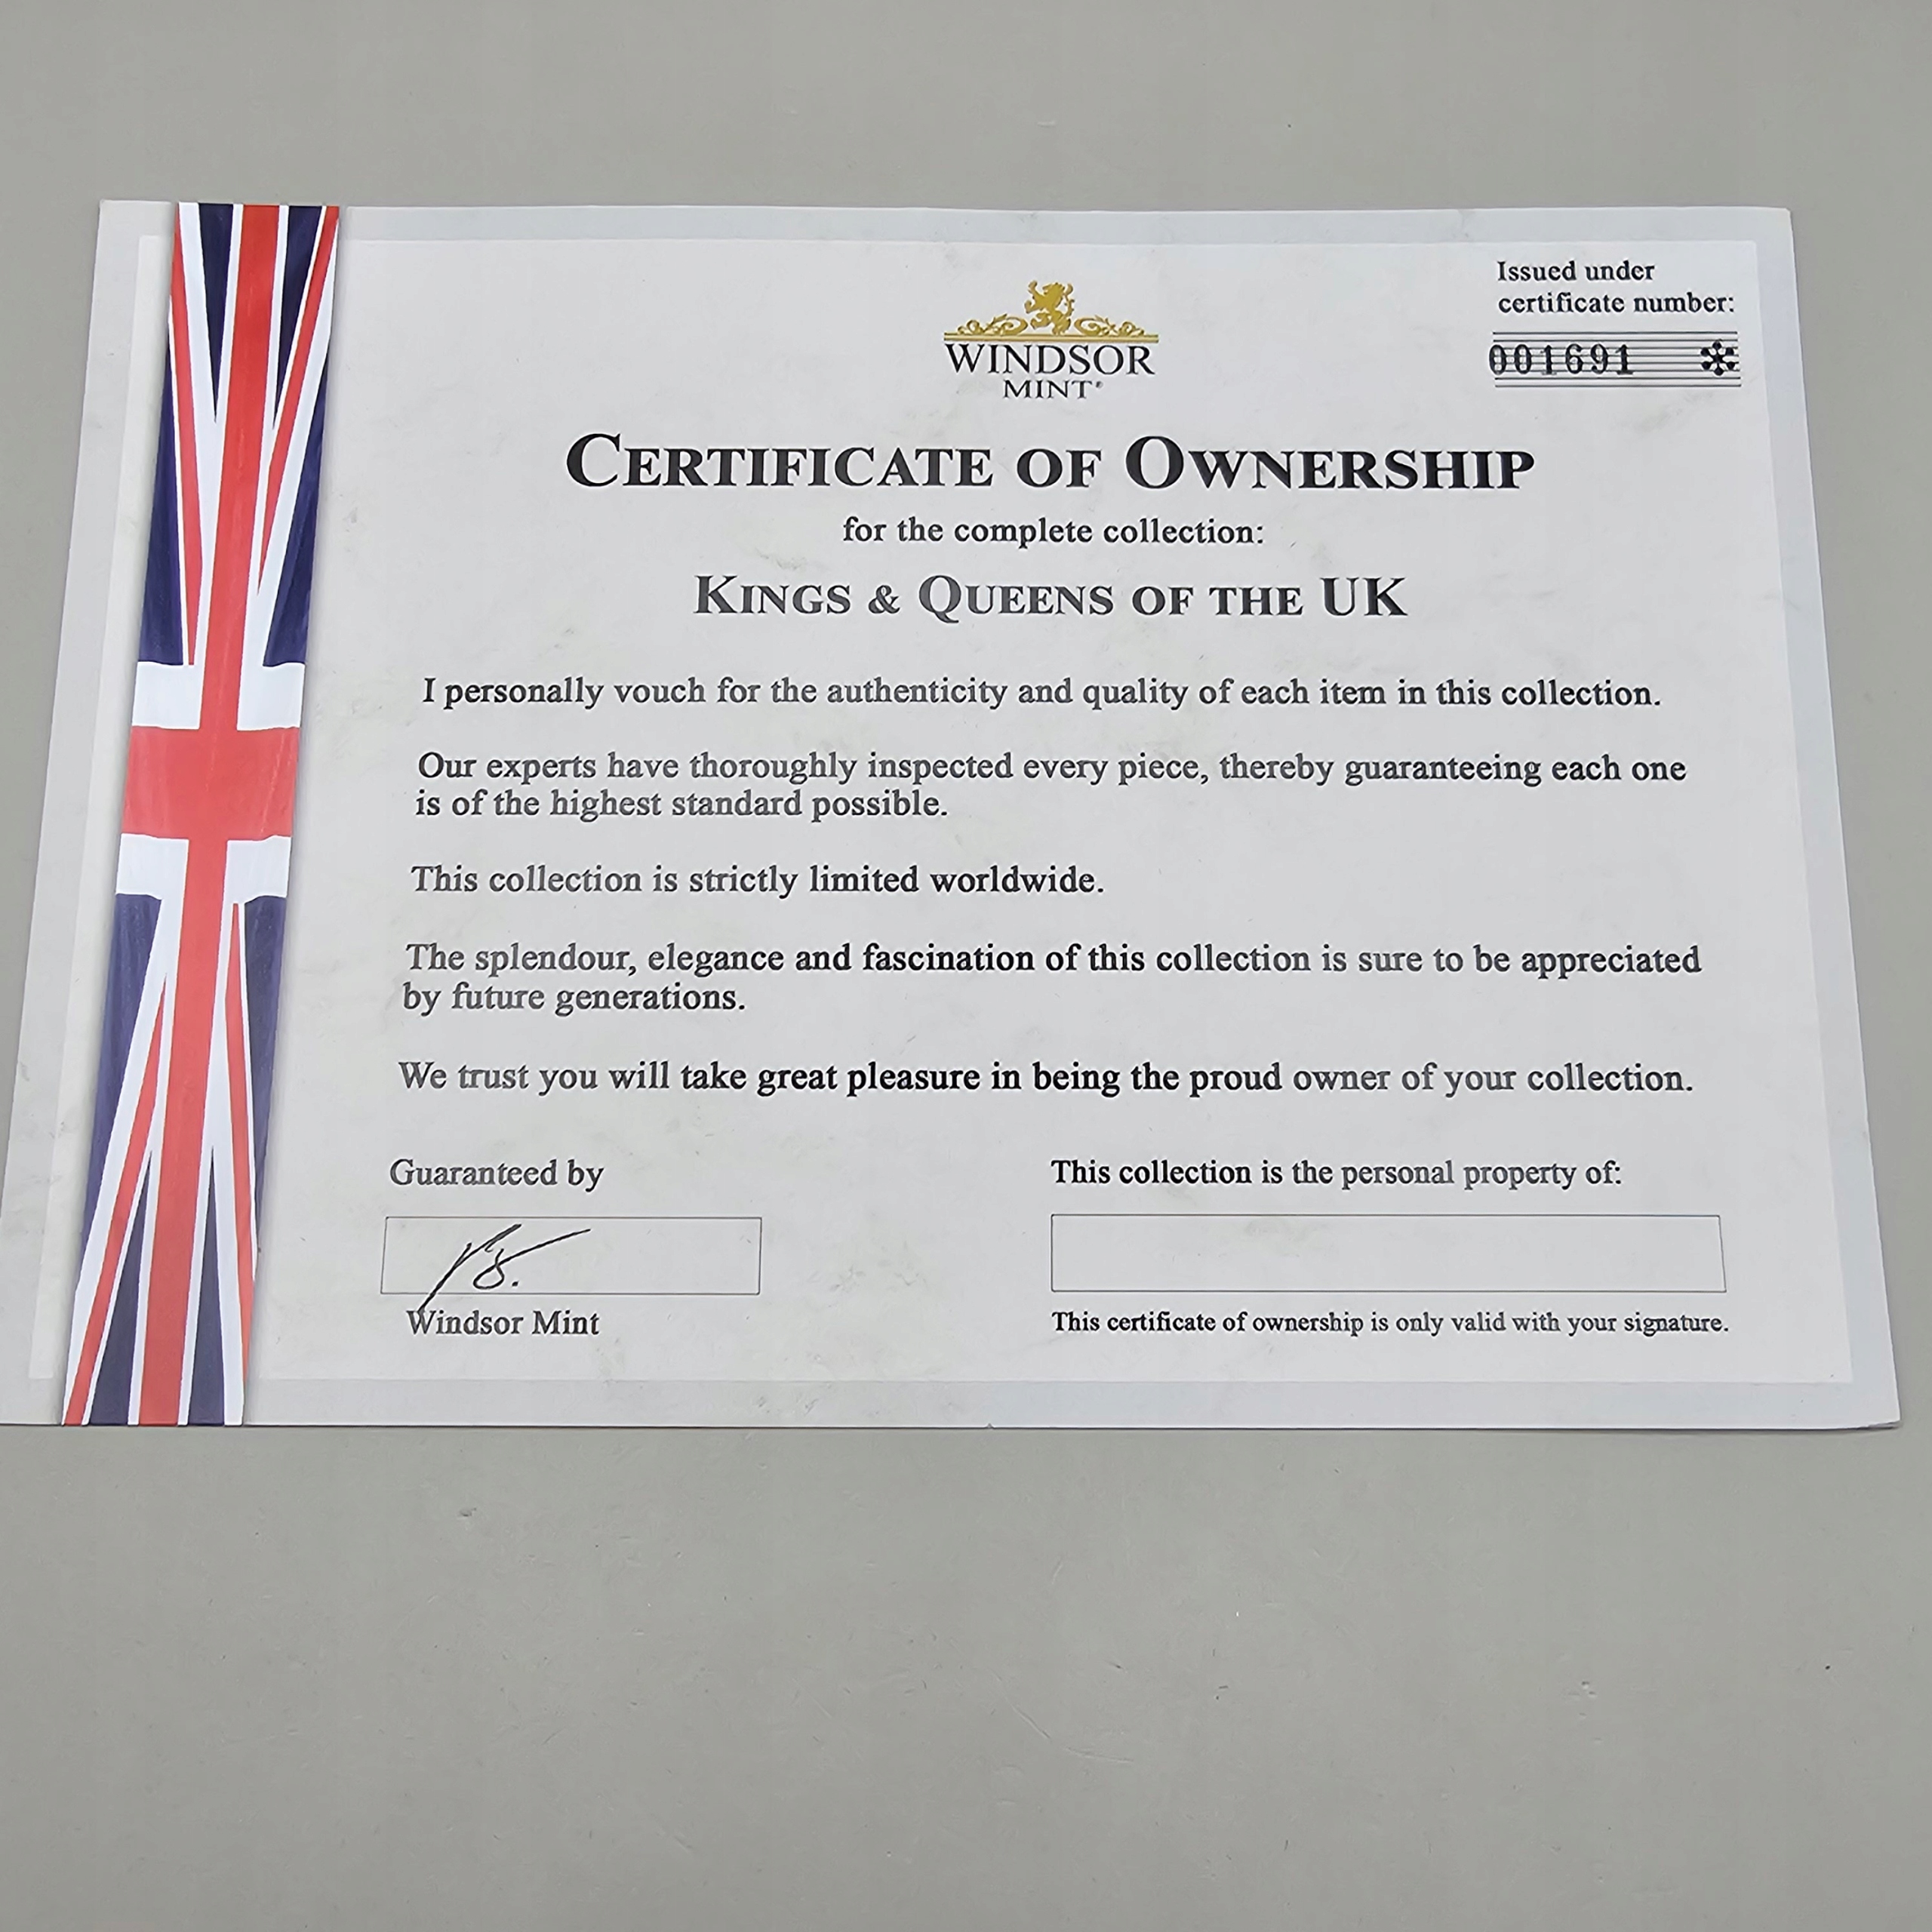 Issued under
certificate number:
001691 *
WINDSOR
MINT®
CERTIFICATE OF OWNERSHIP
for the complete collection:
KINGS & QUEENS OF THE UK
I personally vouch for the authenticity and quality of each item in this collection.
Our experts have thoroughly inspected every piece, thereby guaranteeing each one
is of the highest standard possible.
This collection is strictly limited worldwide.
The splendour, elegance and fascination of this collection is sure to be appreciated
by future generations.
We trust you will take great pleasure in being the proud owner of your collection.
Guaranteed by
Windsor Mint
This collection is the personal property of:
This certificate of ownership is only valid with your signature.